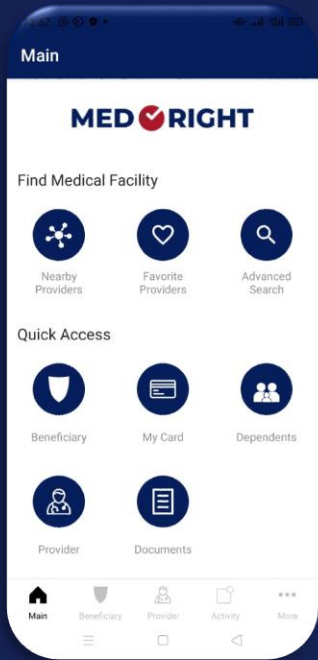 Main
MED RIGHT
Find Medical Facility
Nearby Providers
Favorite Providers
Advanced Search
Quick Access
Beneficiary
My Card
Dependents
Provider
Documents
Main
Beneficiary
Provider
Activity
More